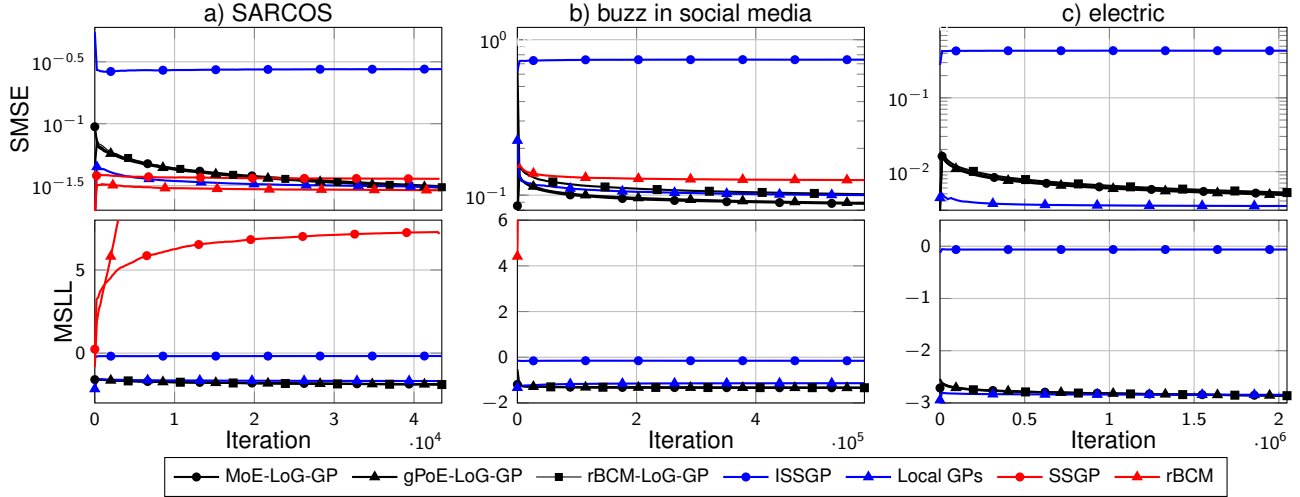 a) SARCOS
b) buzz in social media
c) electric
SMSE
10^−0.5
10^−1
10^−1.5
10^0
10^−1
10^−1
10^−2
MSLL
5
0
6
4
2
0
−2
0
−1
−2
−3
0 1 2 3 4
Iteration
·10^4
0 2 4
Iteration
·10^5
0 0.5 1 1.5 2
Iteration
·10^6
MoE-LoG-GP gPoE-LoG-GP rBCM-LoG-GP ISSGP Local GPs SSGP rBCM